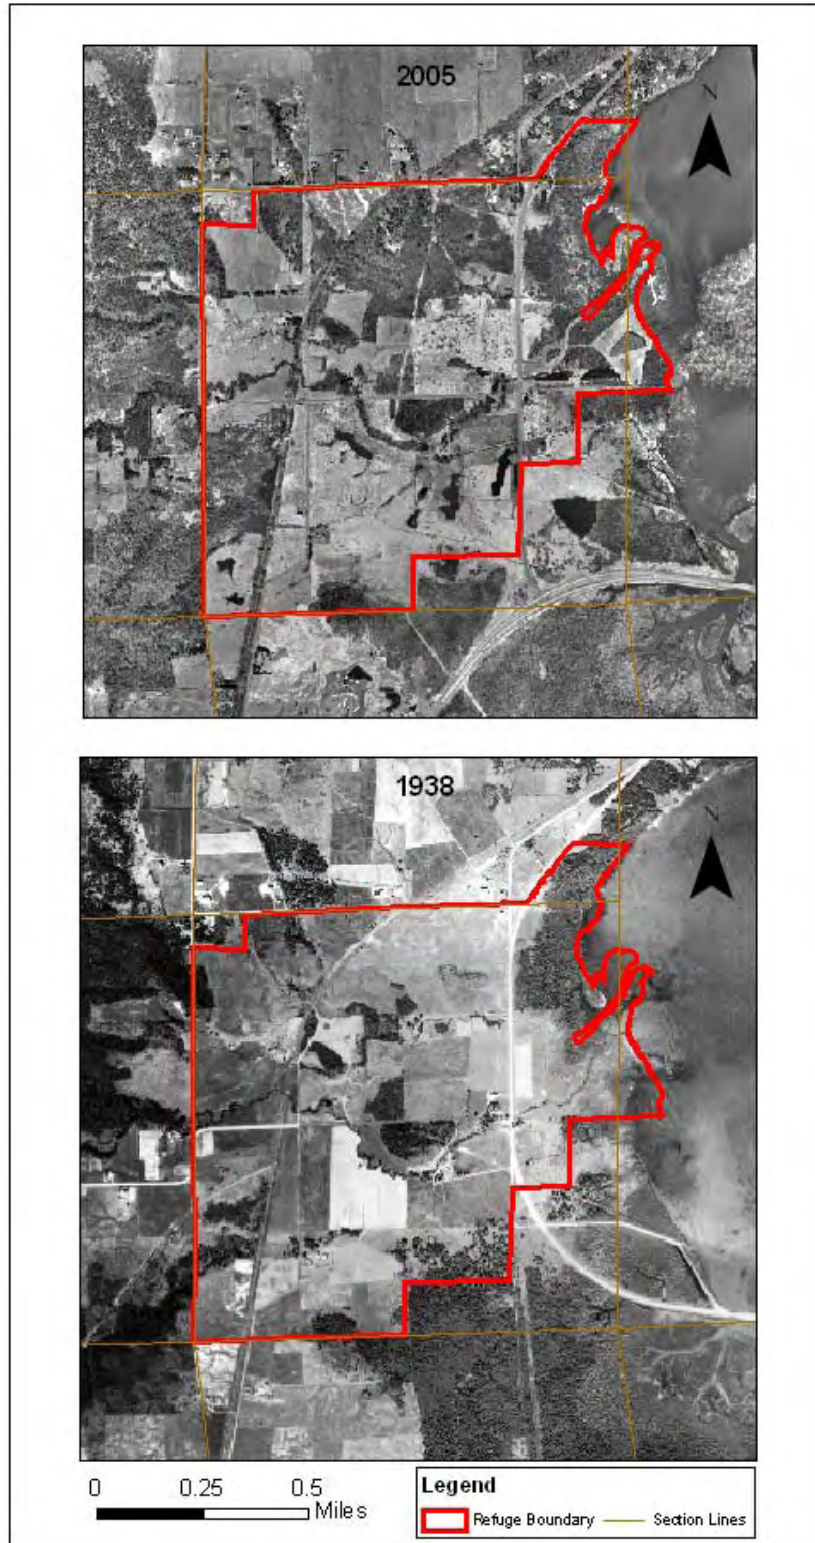 2005
N
1938
N
0 0.25 0.5
Miles
Legend
Refuge Boundary
Section Lines